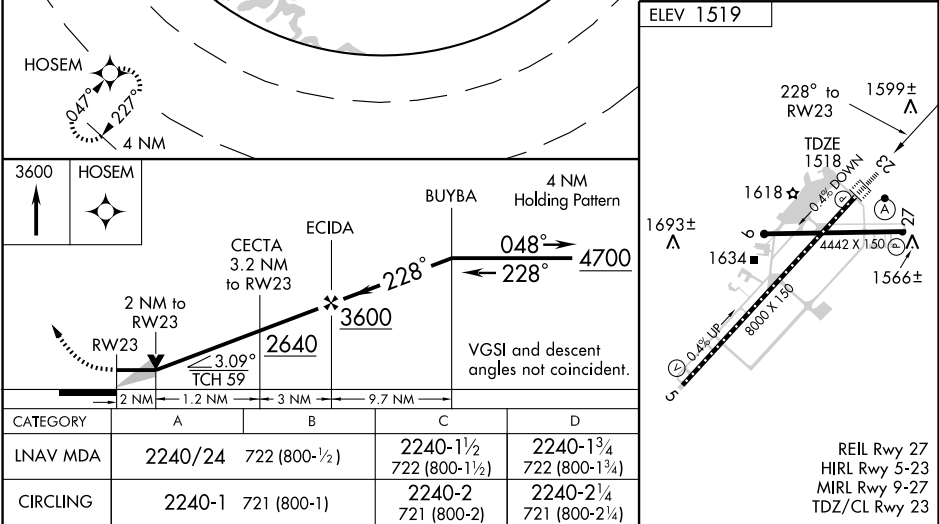 HOSEM
047°
227°
4 NM
3600
HOSEM
BUYBA
4 NM
Holding Pattern
ECIDA
CECTA
3.2 NM
to RW23
048°
228°
4700
228°
2 NM to
RW23
3600
RW23
2640
3.09°
TCH 59
VGSI and descent
angles not coincident.
2 NM
1.2 NM
3 NM
9.7 NM
CATEGORY A B C D
LNAV MDA 2240/24 722 (800-½) 2240-1½ 2240-1¾
722 (800-1½) 722 (800-1¾)
CIRCLING 2240-1 721 (800-1) 2240-2 2240-2¼
721 (800-2) 721 (800-2¼)
ELEV 1519
228° to
RW23
1599±
TDZE
1518
23
0.4% DOWN
1618
P
A
1693±
9
27
4442 X 150
P
1634
1566±
8000 X 150
0.4% UP
V
5
REIL Rwy 27
HIRL Rwy 5-23
MIRL Rwy 9-27
TDZ/CL Rwy 23